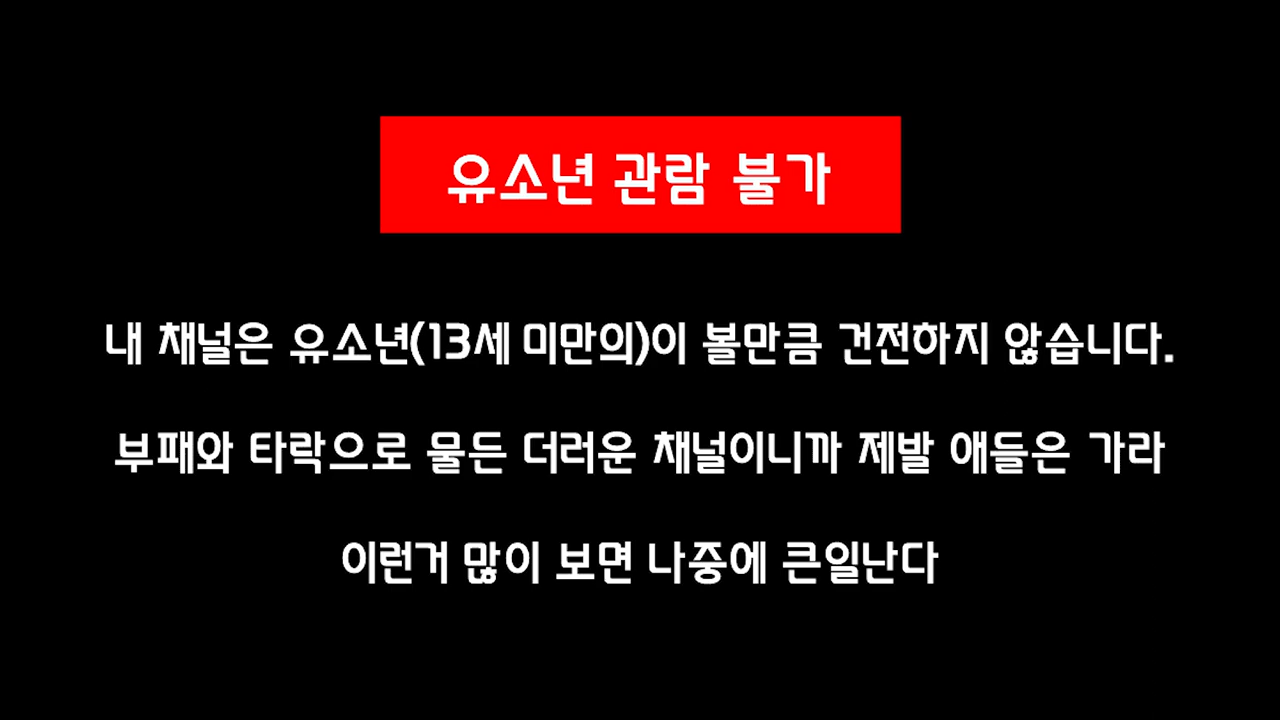 유소년 관람 불가
내 채널은 유소년(13세 미만의)이 볼만큼 건전하지 않습니다.
부패와 타락으로 물든 더러운 채널이니까 제발 애들은 가라
이런거 많이 보면 나중에 큰일난다